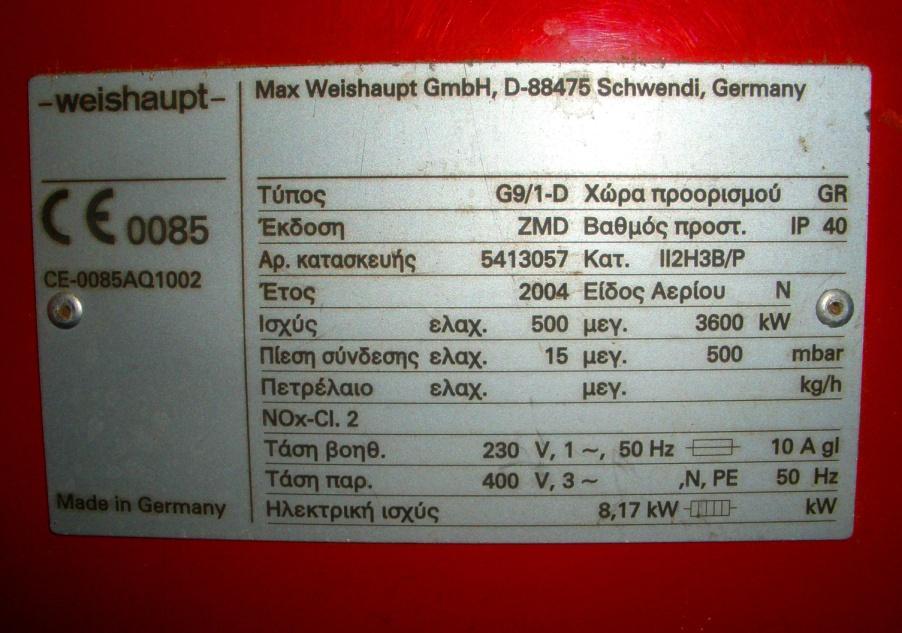 -weishaupt-
Max Weishaupt GmbH, D-88475 Schwendi, Germany
CE 0085
CE-0085AQ1002
Made in Germany
Τύπος G9/1-D Χώρα προορισμού GR
Έκδοση ZMD Βαθμός προστ. IP 40
Αρ. κατασκευής 5413057 Κατ. II2H3B/P
Έτος 2004 Είδος Αερίου N
Ισχύς ελαχ. 500 μεγ. 3600 kW
Πίεση σύνδεσης ελαχ. 15 μεγ. 500 mbar
Πετρέλαιο ελαχ. μεγ. kg/h
NOx-Cl. 2
Τάση βοηθ. 230 V, 1 ~, 50 Hz 10 A gl
Τάση παρ. 400 V, 3 ~ ,N, PE 50 Hz
Ηλεκτρική ισχύς 8,17 kW kW